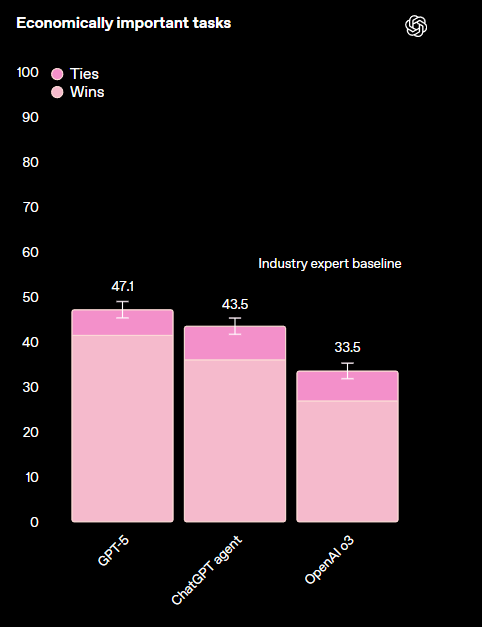 Economically important tasks
100
Ties
Wins
90
80
70
60
Industry expert baseline
50
47.1
43.5
40
33.5
30
20
10
0
GPT-5
ChatGPT agent
OpenAI o3